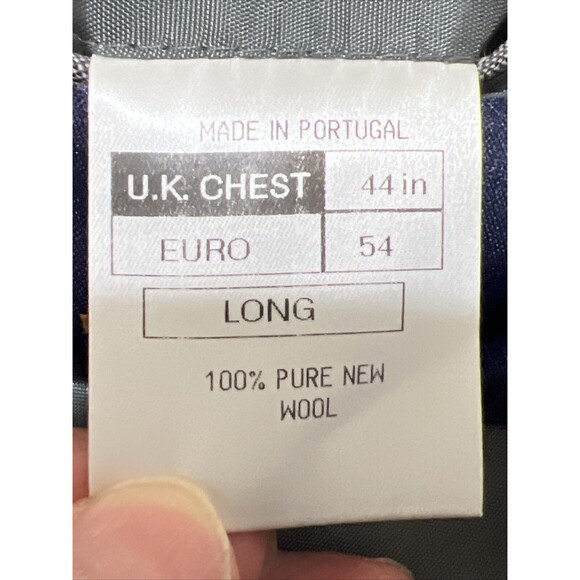 MADE IN PORTUGAL
U.K. CHEST 44 in
EURO 54
LONG
100% PURE NEW
WOOL